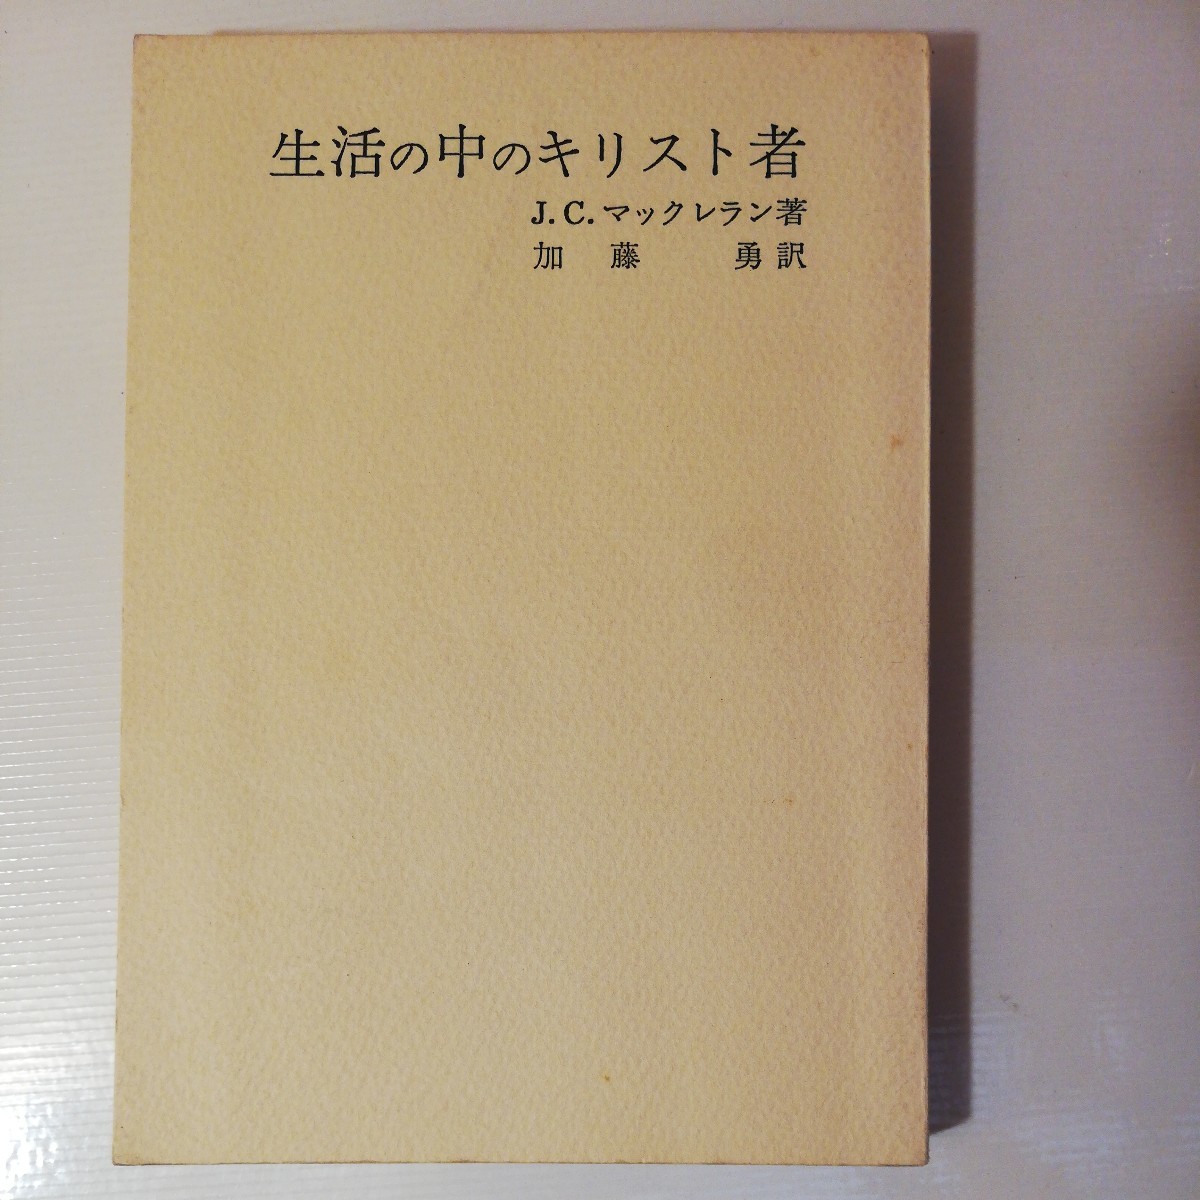 生活の中のキリスト者
J.C.マックレラン著
加藤 勇訳